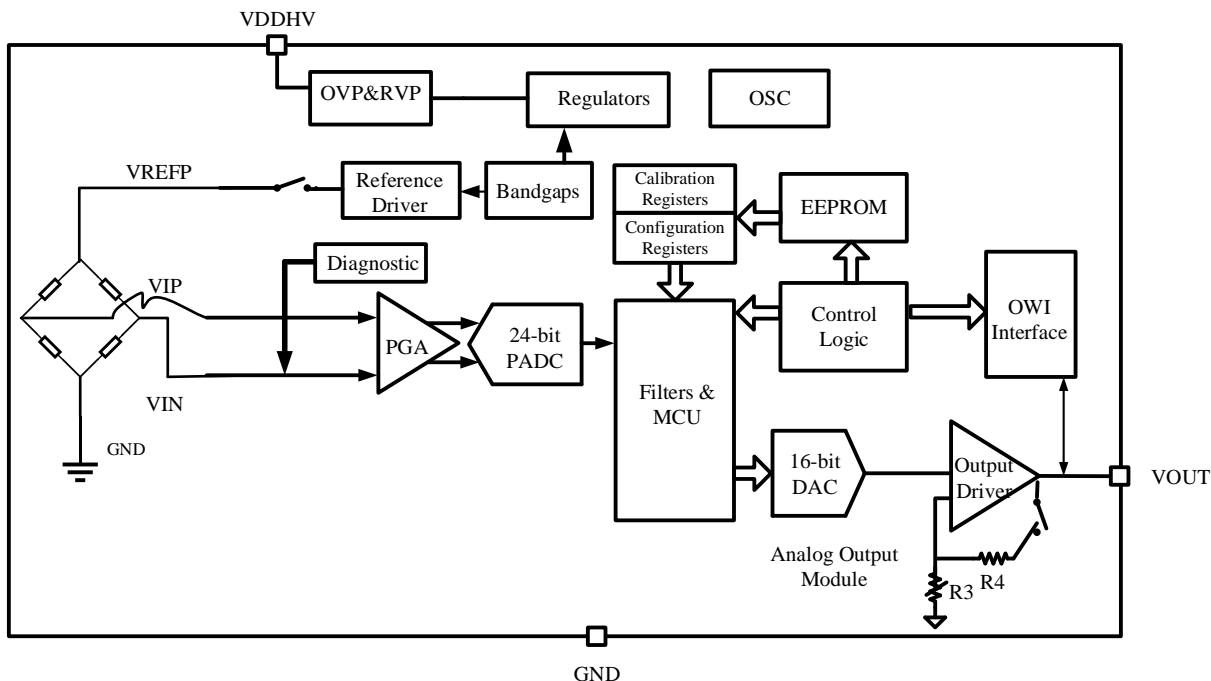 VDDHV
OVP&RVP
Regulators
OSC
VREFP
Reference
Driver
Bandgaps
Calibration
Registers
Configuration
Registers
EEPROM
Diagnostic
VIP
VIN
GND
PGA
24-bit
PADC
Filters &
MCU
Control
Logic
OWI
Interface
16-bit
DAC
Output
Driver
VOUT
Analog Output
Module
R4
R3
GND